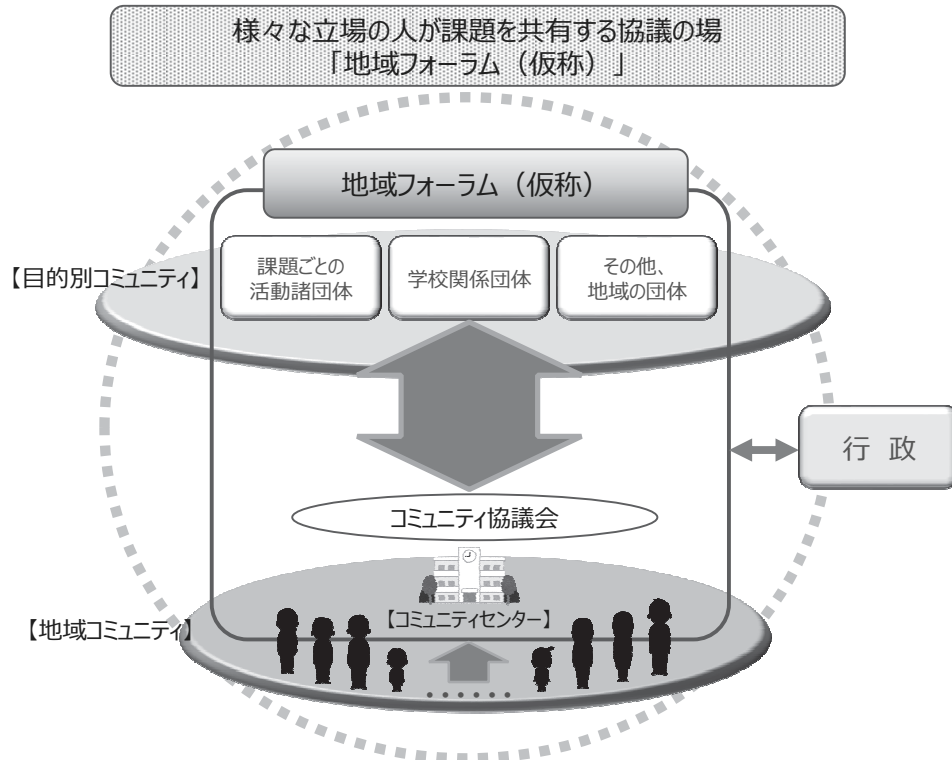 様々な立場の人が課題を共有する協議の場
「地域フォーラム（仮称）」
地域フォーラム（仮称）
【目的別コミュニティ】
課題ごとの
活動諸団体
学校関係団体
その他、
地域の団体
行 政
コミュニティ協議会
【コミュニティセンター】
【地域コミュニティ】